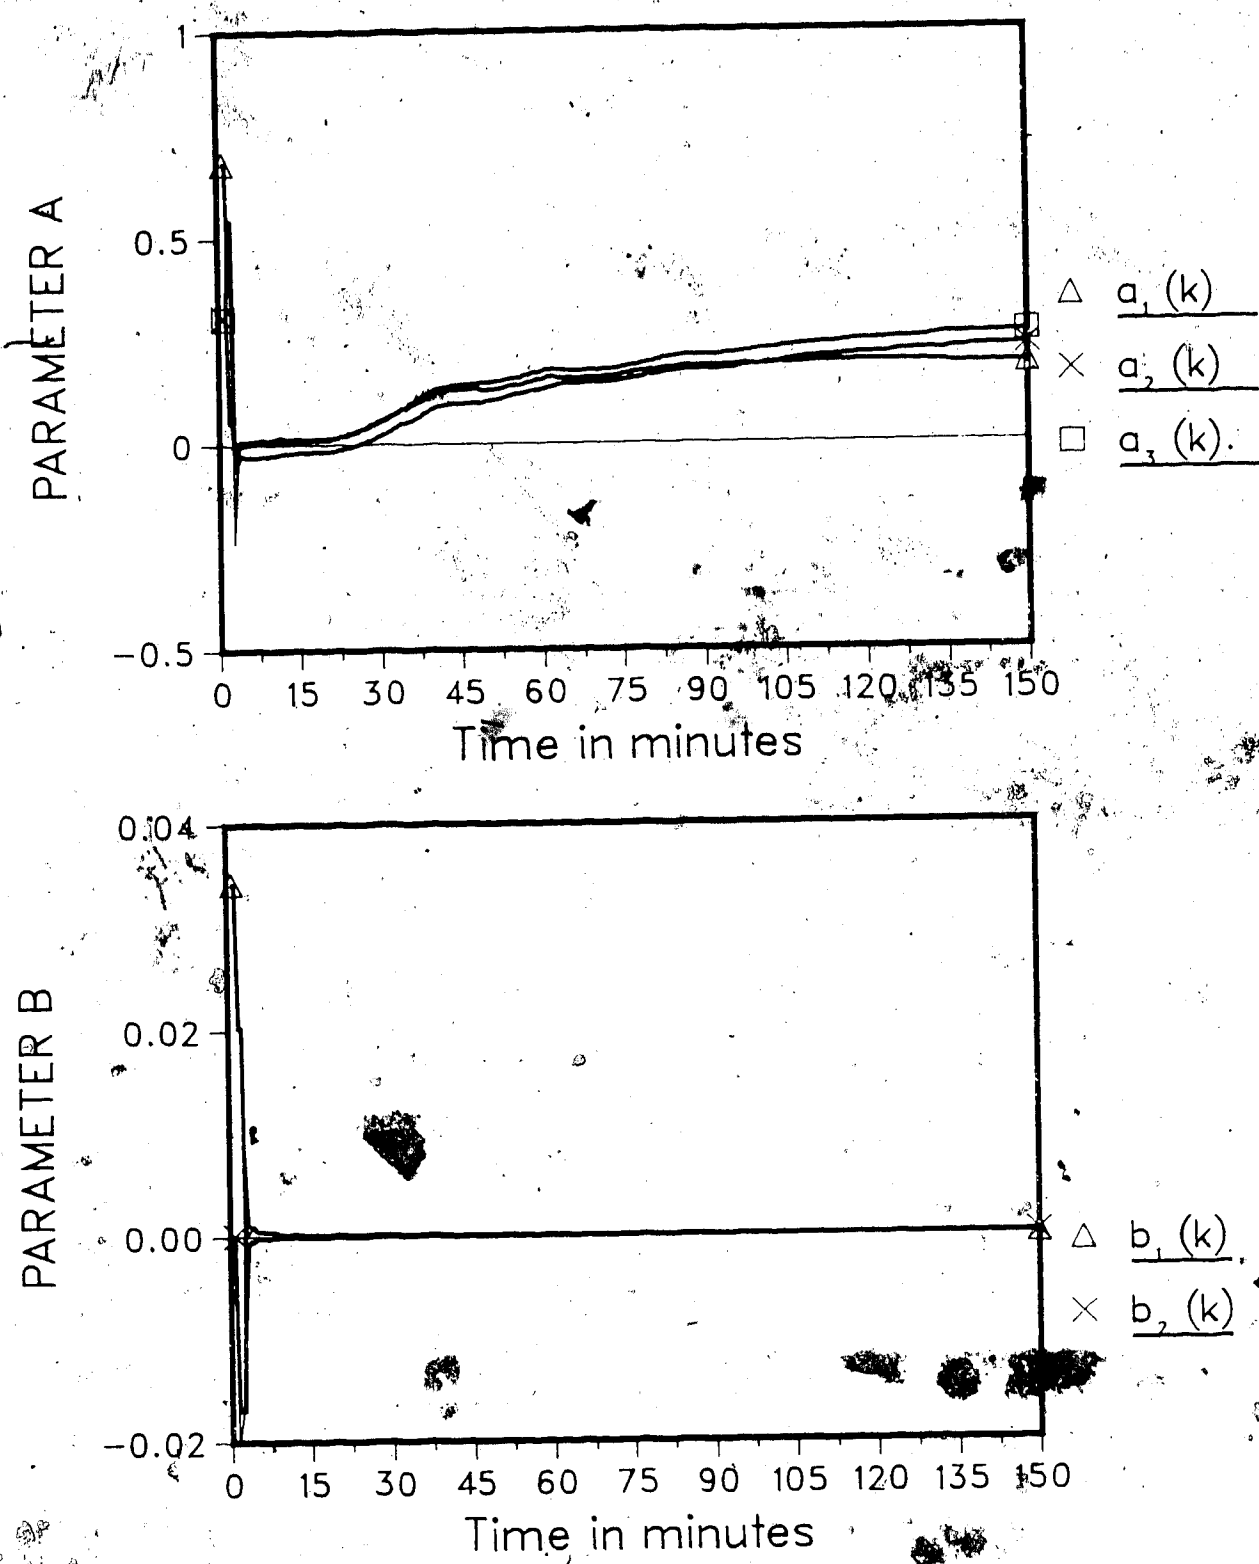 PARAMETER A
1
0.5
0
−0.5
0 15 30 45 60 75 90 105 120 135 150
Time in minutes
△ a₁ (k)
× a₂ (k)
□ a₃ (k).
PARAMETER B
0.04
0.02
0.00
−0.02
0 15 30 45 60 75 90 105 120 135 150
Time in minutes
△ b₁ (k)
× b₂ (k)